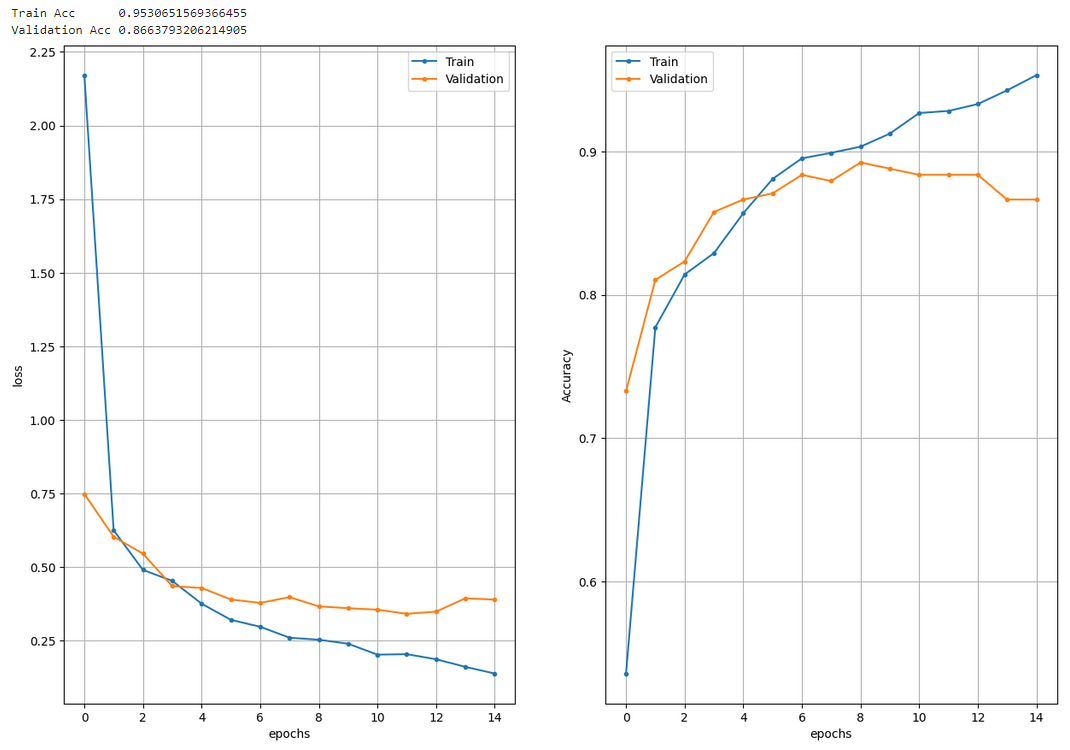 Train Acc 0.9530651569366455
Validation Acc 0.8663793206214905
Train
Validation
2.25
2.00
1.75
1.50
1.25
1.00
0.75
0.50
0.25
loss
0 2 4 6 8 10 12 14
epochs
Train
Validation
0.9
0.8
0.7
0.6
Accuracy
0 2 4 6 8 10 12 14
epochs